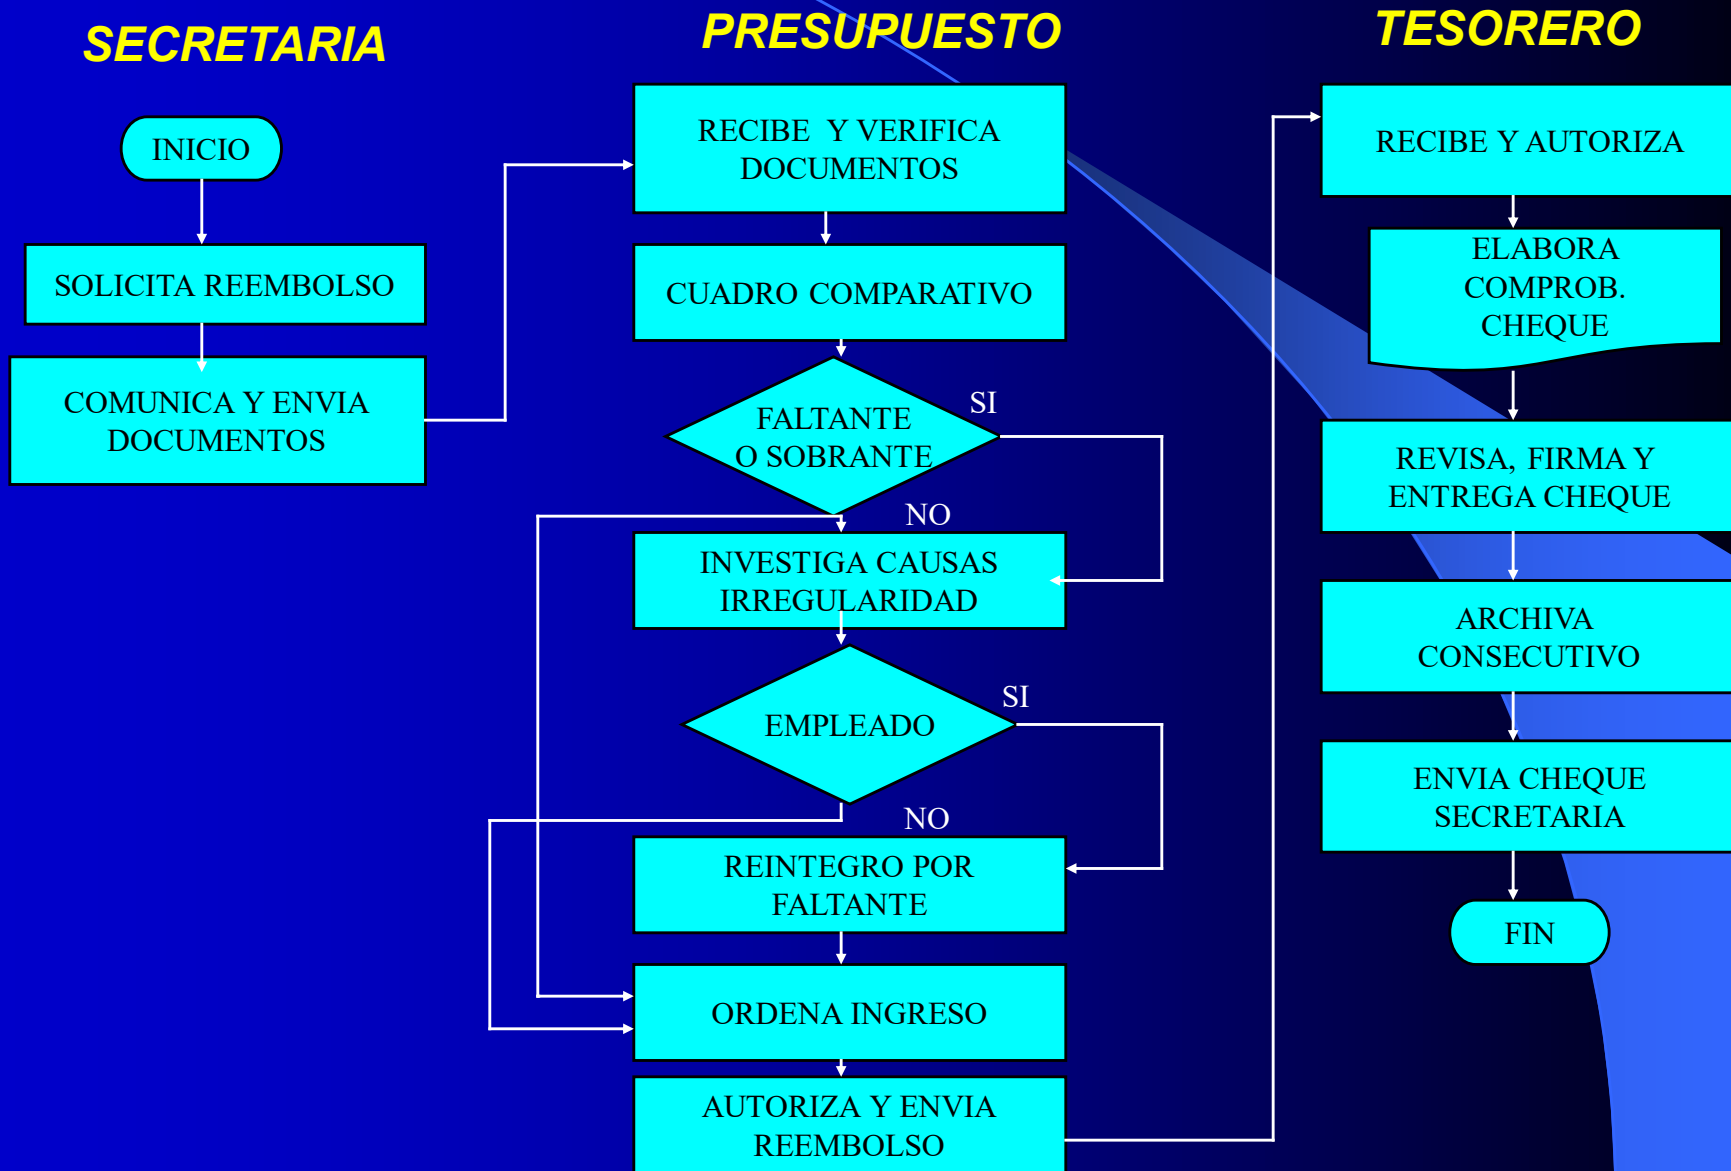 SECRETARIA
INICIO
SOLICITA REEMBOLSO
COMUNICA Y ENVIA
DOCUMENTOS
PRESUPUESTO
RECIBE Y VERIFICA
DOCUMENTOS
CUADRO COMPARATIVO
FALTANTE
O SOBRANTE
SI
NO
INVESTIGA CAUSAS
IRREGULARIDAD
EMPLEADO
SI
NO
REINTEGRO POR
FALTANTE
ORDENA INGRESO
AUTORIZA Y ENVIA
REEMBOLSO
TESORERO
RECIBE Y AUTORIZA
ELABORA
COMPROB.
CHEQUE
REVISA, FIRMA Y
ENTREGA CHEQUE
ARCHIVA
CONSECUTIVO
ENVIA CHEQUE
SECRETARIA
FIN